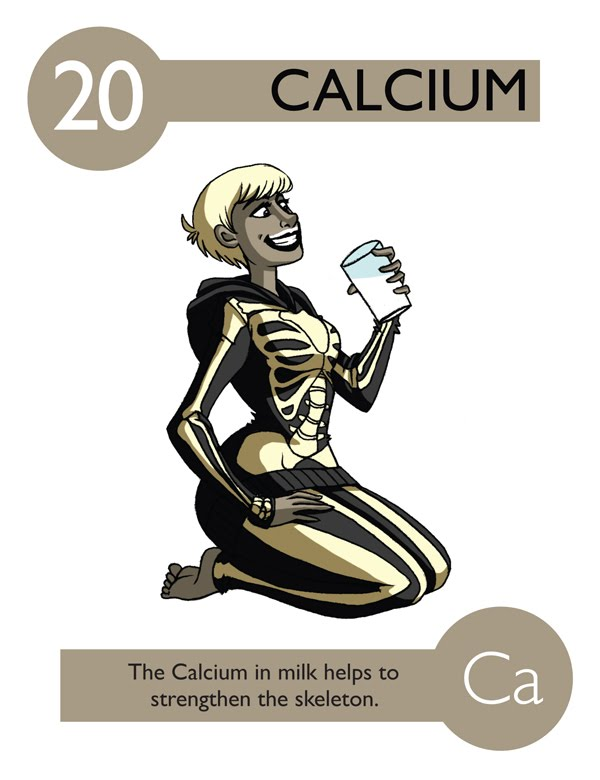 20
CALCIUM
The Calcium in milk helps to
strengthen the skeleton.
Ca